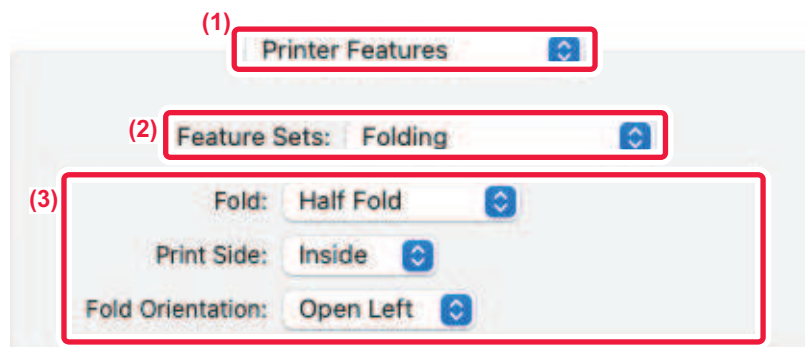 (1)
Printer Features
(2) Feature Sets: Folding
(3) Fold: Half Fold
Print Side: Inside
Fold Orientation: Open Left